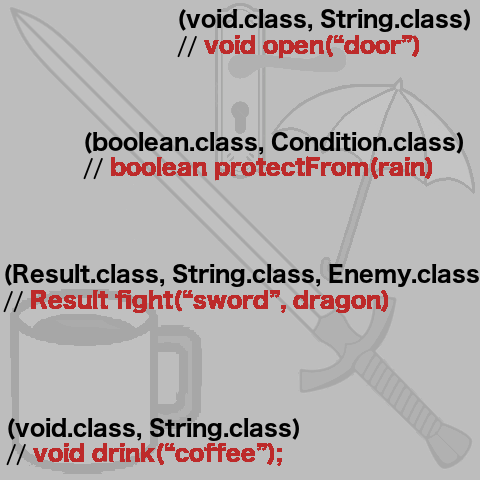 (void.class, String.class)
// void open(“door”)
(boolean.class, Condition.class)
// boolean protectFrom(rain)
(Result.class, String.class, Enemy.class
// Result fight(“sword”, dragon)
(void.class, String.class)
// void drink(“coffee”);